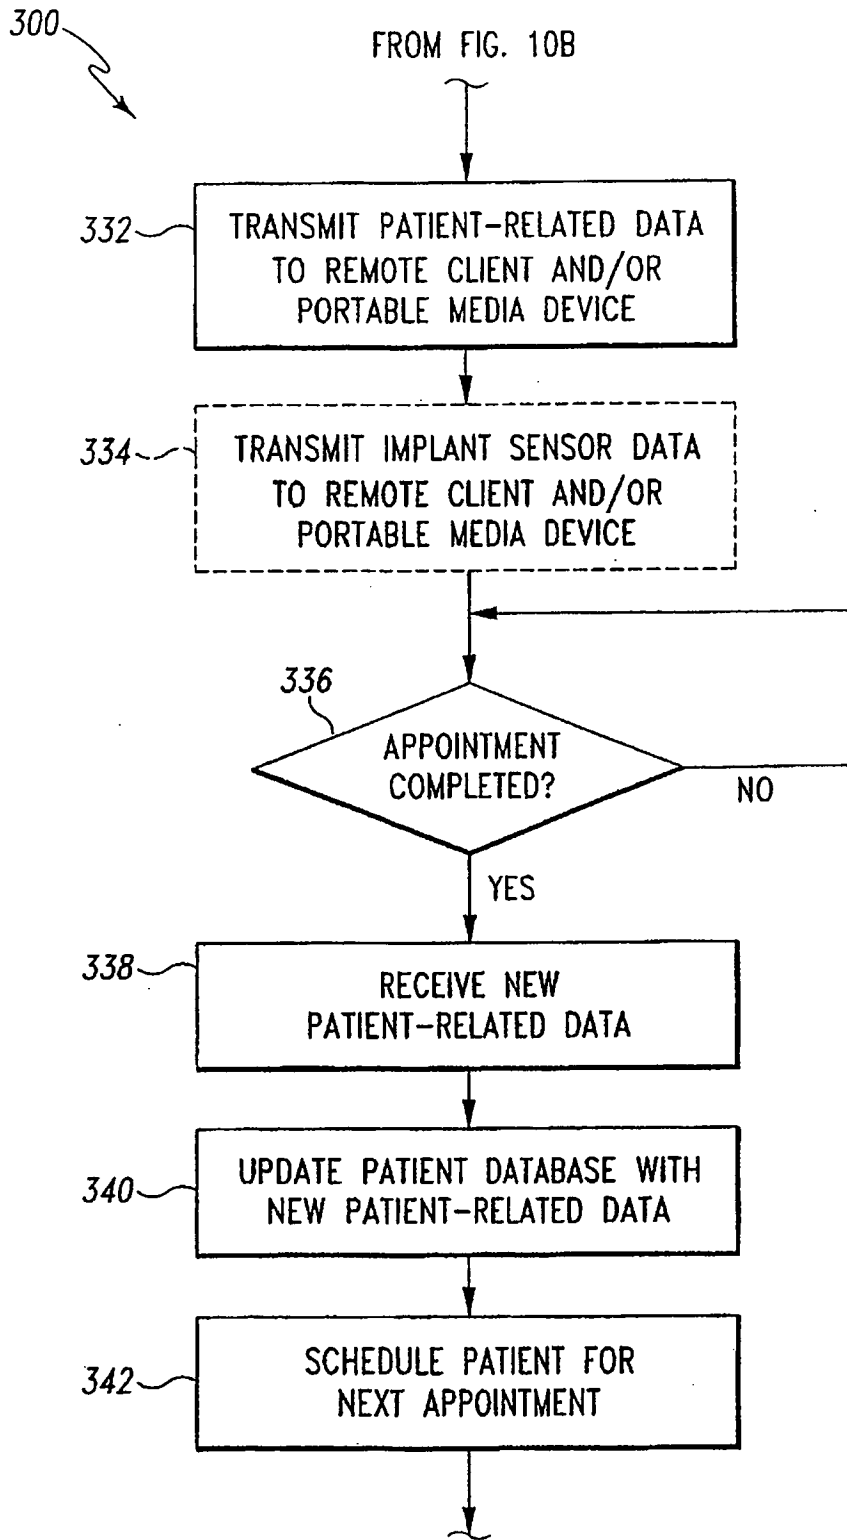 300
FROM FIG. 10B
332
TRANSMIT PATIENT-RELATED DATA
TO REMOTE CLIENT AND/OR
PORTABLE MEDIA DEVICE
334
TRANSMIT IMPLANT SENSOR DATA
TO REMOTE CLIENT AND/OR
PORTABLE MEDIA DEVICE
336
APPOINTMENT
COMPLETED?
NO
YES
338
RECEIVE NEW
PATIENT-RELATED DATA
340
UPDATE PATIENT DATABASE WITH
NEW PATIENT-RELATED DATA
342
SCHEDULE PATIENT FOR
NEXT APPOINTMENT